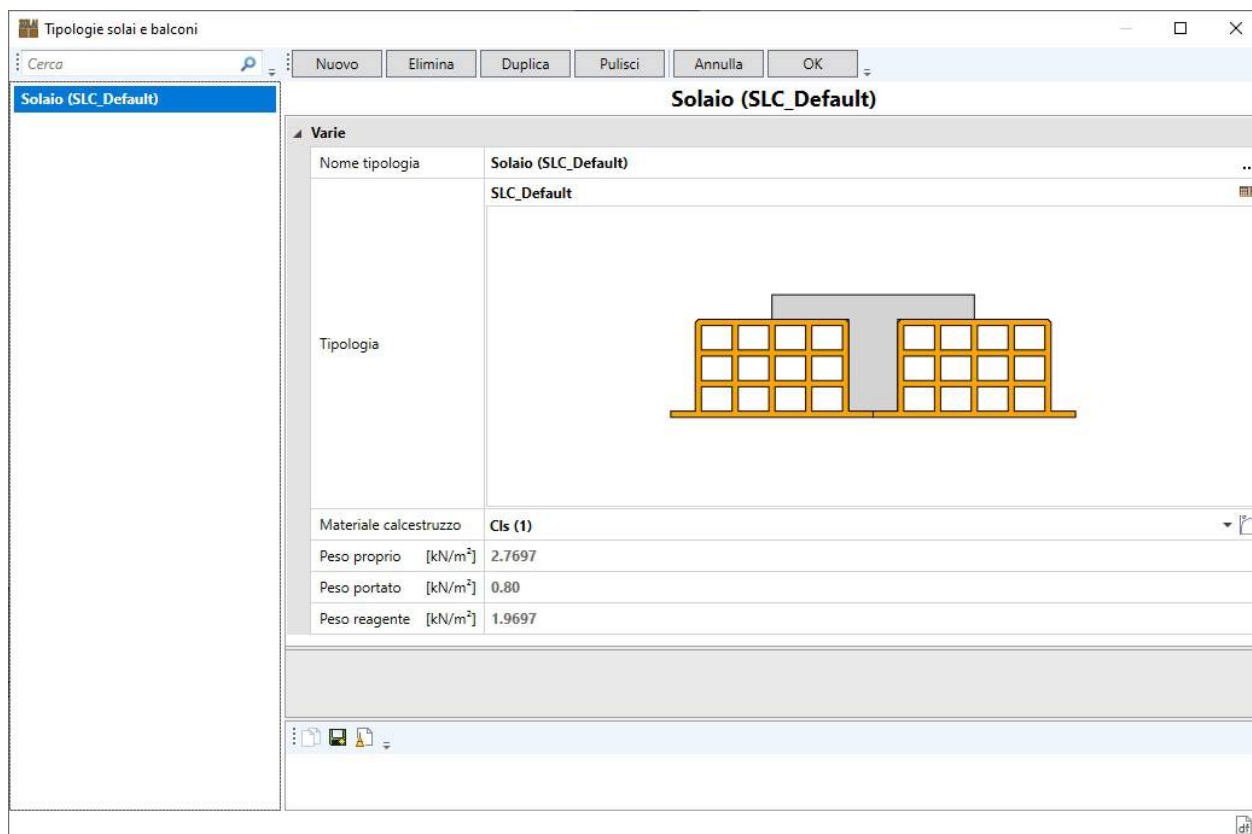 Tipologie solai e balconi
Cerca
Nuovo Elimina Duplica Pulisci Annulla OK
Solaio (SLC_Default)
Solaio (SLC_Default)
Varie
Nome tipologia Solaio (SLC_Default) ...
SLC_Default
Tipologia
Materiale calcestruzzo Cls (1)
Peso proprio [kN/m²] 2.7697
Peso portato [kN/m²] 0.80
Peso reagente [kN/m²] 1.9697
df